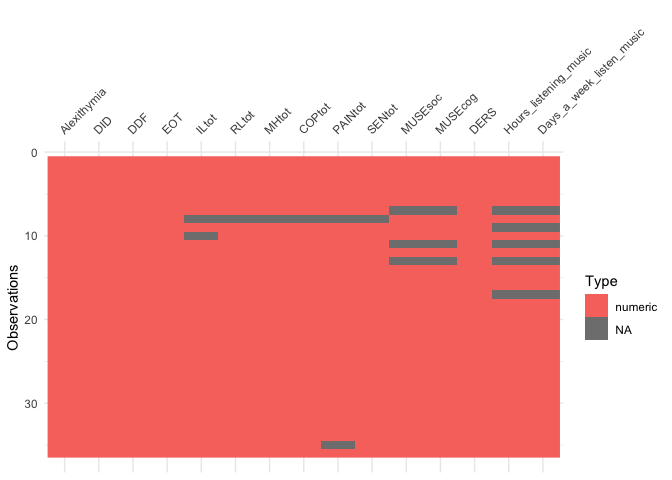 Alexithymia
DID
DDF
EOT
ILtot
RLtot
MHtot
COPtot
PAINtot
SENtot
MUSEsoc
MUSEcog
DERS
Hours_listening_music
Days_a_week_listen_music
0
10
20
30
Observations
Type
numeric
NA